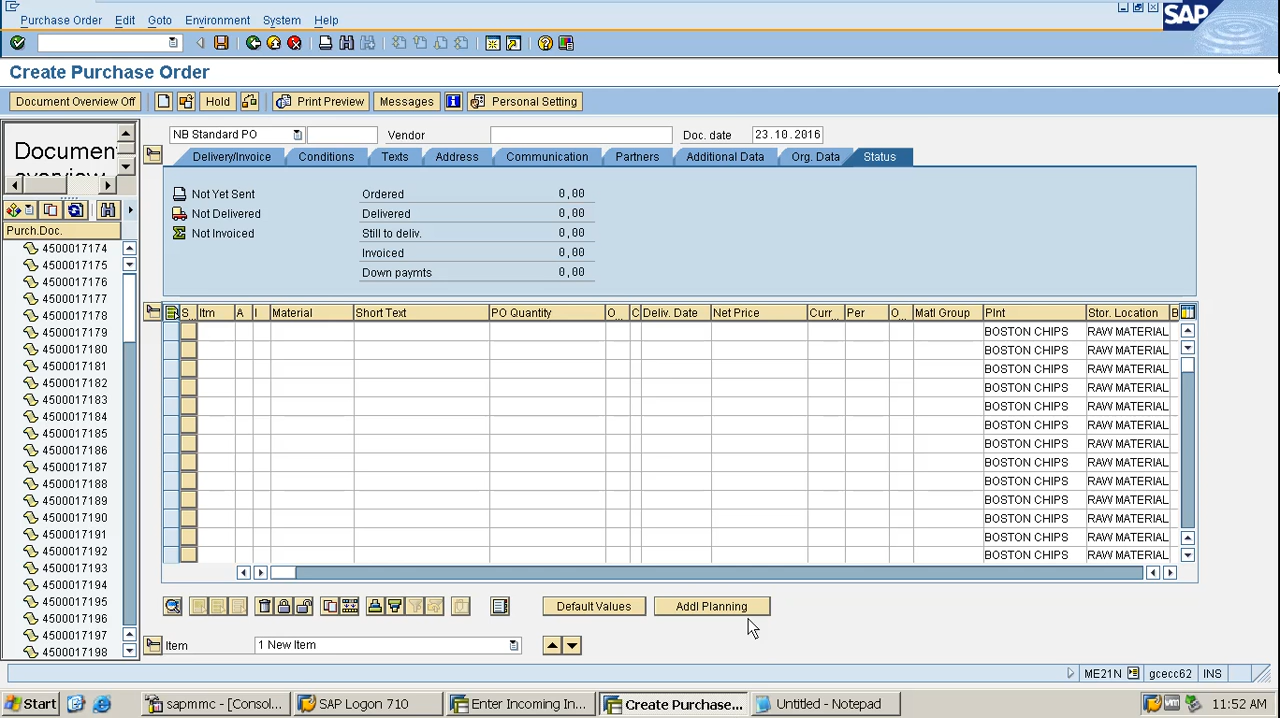 Purchase Order Edit Goto Environment System Help
SAP
Create Purchase Order
Document Overview Off Hold Print Preview Messages Personal Setting
NB Standard PO Vendor Doc. date 23.10.2016
Documen
overview
Delivery/Invoice Conditions Texts Address Communication Partners Additional Data Org. Data Status
Not Yet Sent Ordered 0,00
Not Delivered Delivered 0,00
Not Invoiced Still to deliv. 0,00
Invoiced 0,00
Down paymts 0,00
Purch.Doc.
4500017174
4500017175
4500017176
4500017177
4500017178
4500017179
4500017180
4500017181
4500017182
4500017183
4500017184
4500017185
4500017186
4500017187
4500017188
4500017189
4500017190
4500017191
4500017192
4500017193
4500017194
4500017195
4500017196
4500017197
4500017198
S.. Itm A I Material Short Text PO Quantity O... C Deliv. Date Net Price Curr... Per O... Matl Group Plnt Stor. Location B
BOSTON CHIPS RAW MATERIAL
BOSTON CHIPS RAW MATERIAL
BOSTON CHIPS RAW MATERIAL
BOSTON CHIPS RAW MATERIAL
BOSTON CHIPS RAW MATERIAL
BOSTON CHIPS RAW MATERIAL
BOSTON CHIPS RAW MATERIAL
BOSTON CHIPS RAW MATERIAL
BOSTON CHIPS RAW MATERIAL
BOSTON CHIPS RAW MATERIAL
BOSTON CHIPS RAW MATERIAL
BOSTON CHIPS RAW MATERIAL
BOSTON CHIPS RAW MATERIAL
Default Values Addl Planning
Item 1 New Item
ME21N gcecc62 INS
Start sapmmc - [Consol... SAP Logon 710 Enter Incoming In... Create Purchase... Untitled - Notepad 11:52 AM